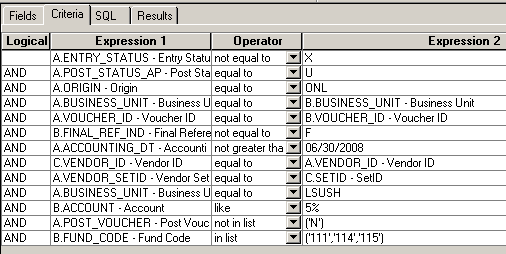 Fields Criteria SQL Results
Logical Expression 1 Operator Expression 2
A.ENTRY_STATUS - Entry Statu not equal to X
AND A.POST_STATUS_AP - Post Sta equal to U
AND A.ORIGIN - Origin equal to ONL
AND A.BUSINESS_UNIT - Business U equal to B.BUSINESS_UNIT - Business Unit
AND A.VOUCHER_ID - Voucher ID equal to B.VOUCHER_ID - Voucher ID
AND B.FINAL_REF_IND - Final Refere not equal to F
AND A.ACCOUNTING_DT - Accounti not greater tha 06/30/2008
AND C.VENDOR_ID - Vendor ID equal to A.VENDOR_ID - Vendor ID
AND A.VENDOR_SETID - Vendor Set equal to C.SETID - SetID
AND A.BUSINESS_UNIT - Business U equal to LSUSH
AND B.ACCOUNT - Account like 5%
AND A.POST_VOUCHER - Post Vouc not in list ('N')
AND B.FUND_CODE - Fund Code in list ('111','114','115')